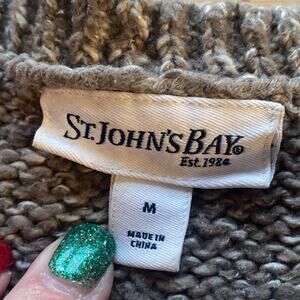 ST. JOHN'S BAY®
Est. 1984
M
MADE IN
CHINA